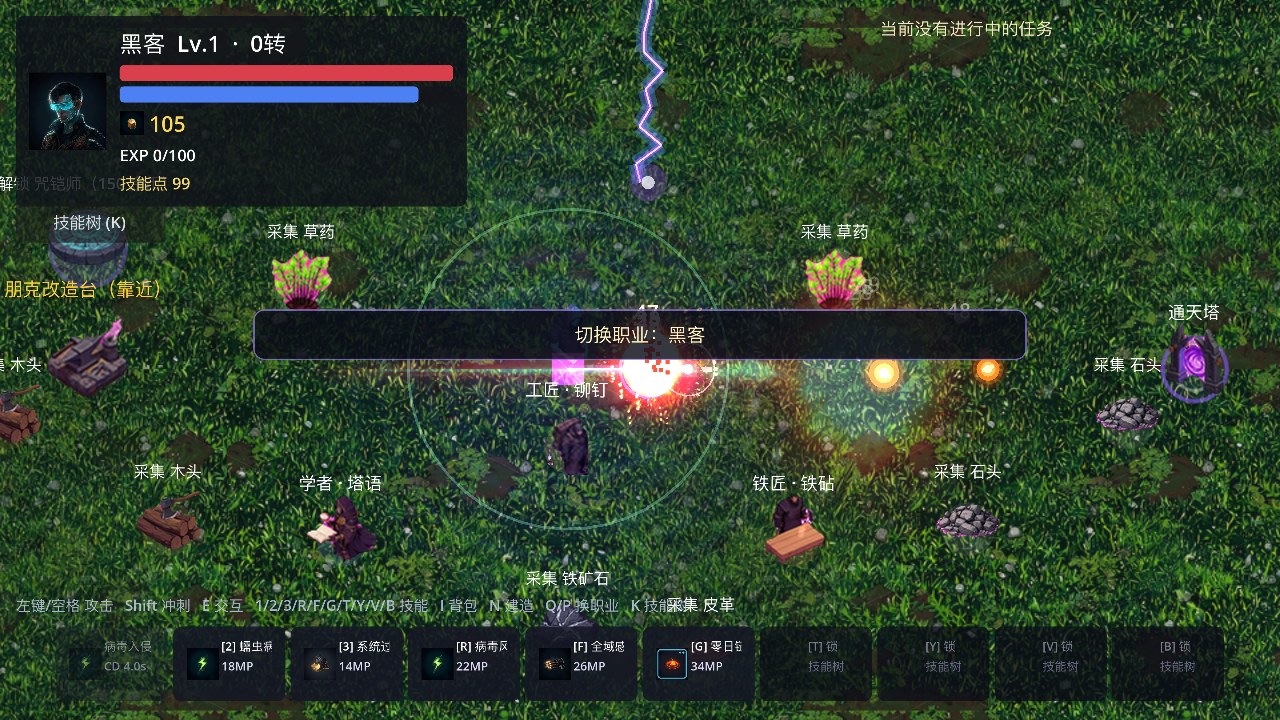 黑客 Lv.1 · 0转
105
EXP 0/100
技能点 99
技能树 (K)
当前没有进行中的任务
采集 草药
采集 草药
朋克改造台（靠近）
通天塔
切换职业：黑客
木头
采集 石头
工匠 · 铆钉
采集 木头
学者 · 塔语
铁匠 · 铁砧
采集 石头
采集 铁矿石
采集 皮革
左键/空格 攻击 Shift 冲刺 E 交互 1/2/3/R/F/G/T/Y/V/B 技能 I 背包 N 建造 Q/P 换职业 K 技能
病毒入侵
CD 4.0s
[2] 蠕虫病
18MP
[3] 系统过
14MP
[R] 病毒
22MP
[F] 全域感
26MP
[G] 零日
34MP
[T] 锁
技能树
[Y] 锁
技能树
[V] 锁
技能树
[B] 锁
技能树